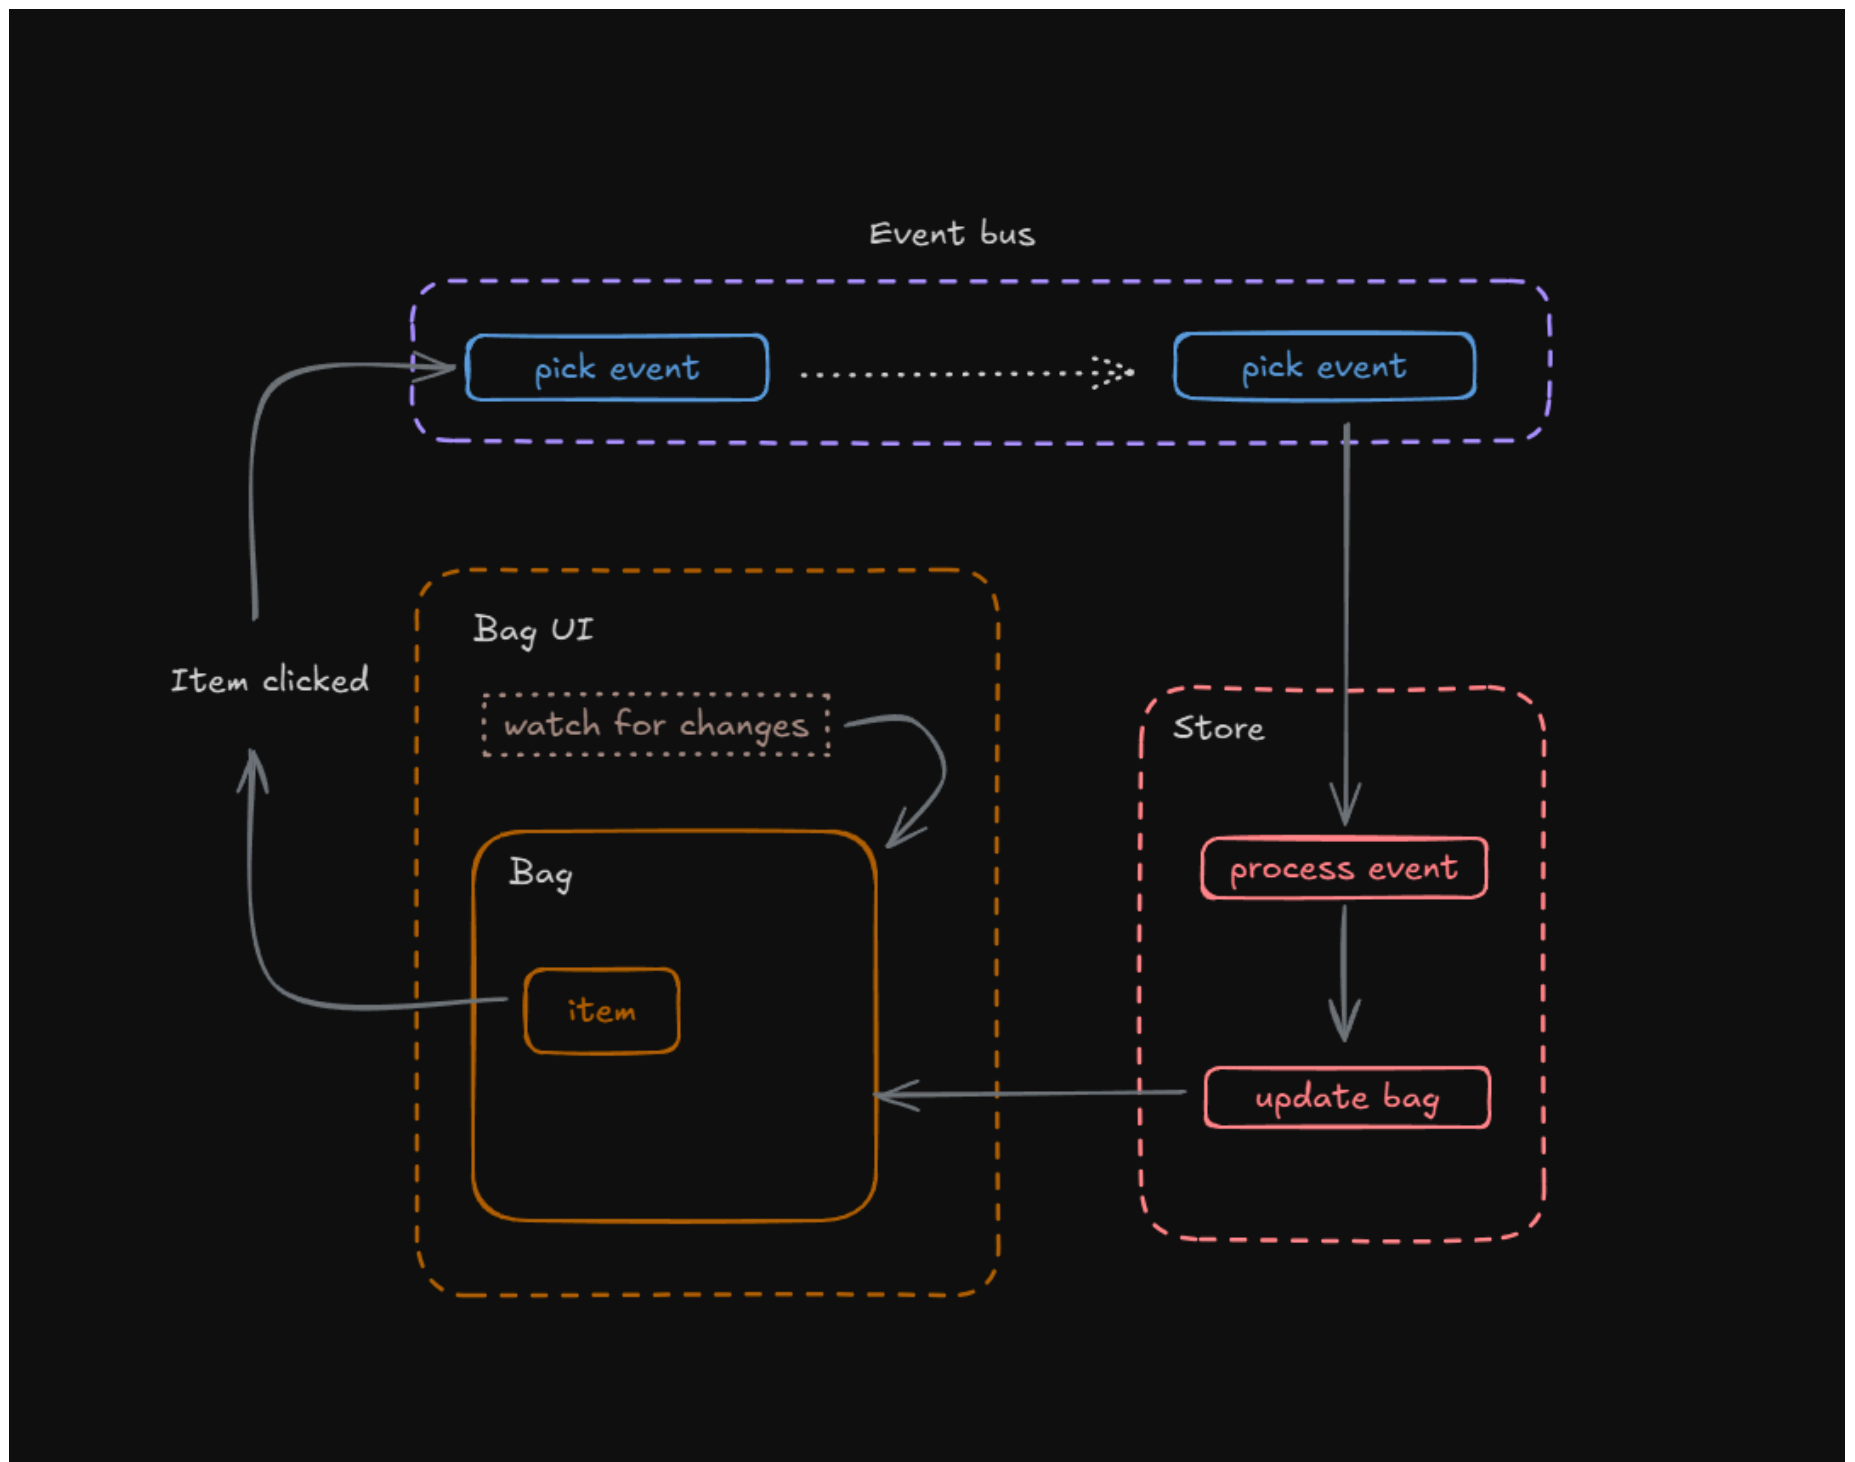 Event bus
pick event
pick event
Item clicked
Bag UI
watch for changes
Bag
item
Store
process event
update bag